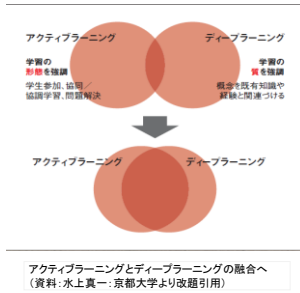 アクティブラーニング
ディープラーニング
学習の
形態を強調
学習の
質を強調
学生参加、協同／
協調学習、問題解決
概念を既有知識や
経験と関連づける
アクティブラーニング
ディープラーニング
アクティブラーニングとディープラーニングの融合へ
（資料：水上真一：京都大学より改題引用）